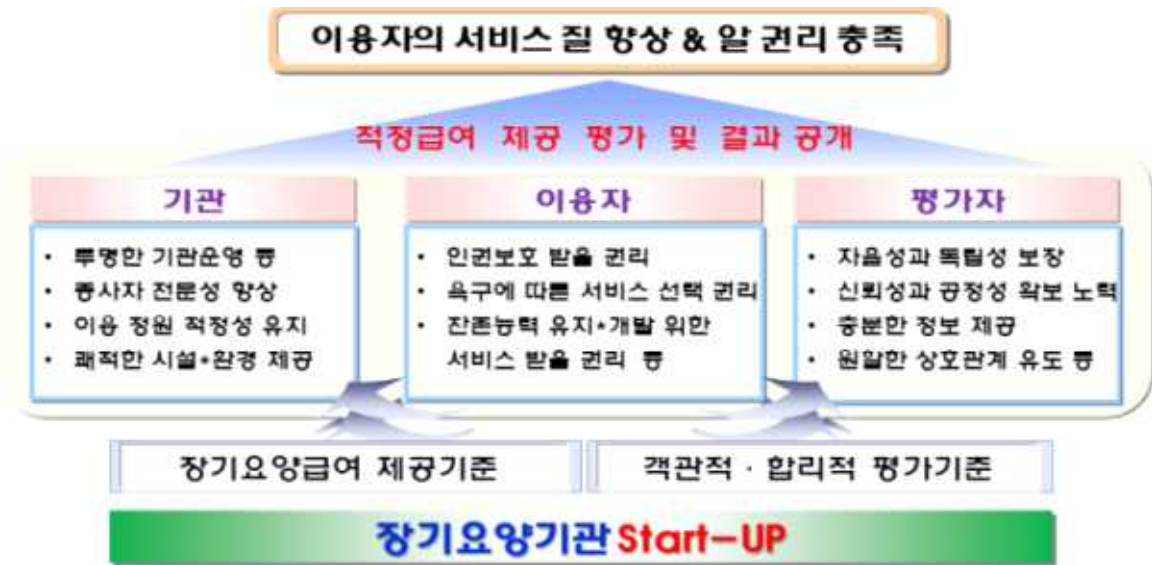 이용자의 서비스 질 향상 & 알 권리 충족
적정급여 제공 평가 및 결과 공개
기관
• 투명한 기관운영 등
• 종사자 전문성 향상
• 이용 정원 적정성 유지
• 쾌적한 시설•환경 제공
이용자
• 인권보호 받을 권리
• 욕구에 따른 서비스 선택 권리
• 잔존능력 유지•개발 위한
서비스 받을 권리 등
평가자
• 자율성과 독립성 보장
• 신뢰성과 공정성 확보 노력
• 충분한 정보 제공
• 원활한 상호관계 유도 등
장기요양급여 제공기준
객관적 · 합리적 평가기준
장기요양기관 Start-UP